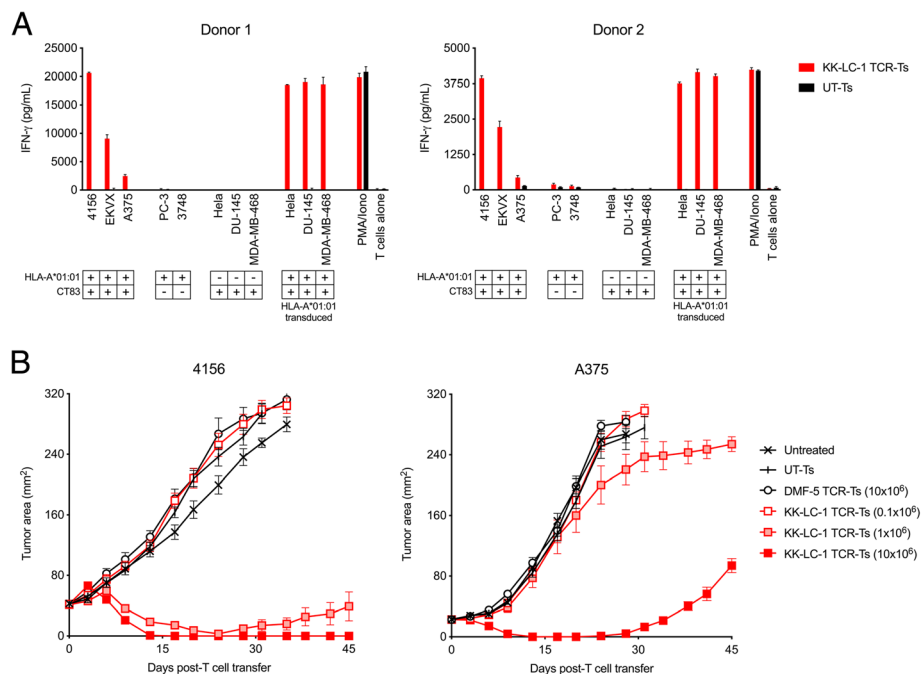 A
Donor 1
Donor 2
IFN-γ (pg/mL)
25000
20000
15000
10000
5000
0
4156
EKVX
A375
PC-3
3748
Hela
DU-145
MDA-MB-468
Hela
DU-145
MDA-MB-468
PMA/Iono
T cells alone
HLA-A*01:01 + + + + + - - - + + +
CT83 + + + - - + + + + + +
HLA-A*01:01
transduced
IFN-γ (pg/mL)
5000
3750
2500
1250
0
4156
EKVX
A375
PC-3
3748
Hela
DU-145
MDA-MB-468
Hela
DU-145
MDA-MB-468
PMA/Iono
T cells alone
HLA-A*01:01 + + + + + - - - + + +
CT83 + + + - - + + + + + +
HLA-A*01:01
transduced
KK-LC-1 TCR-Ts
UT-Ts
B
4156
A375
Tumor area (mm²)
320
240
160
80
0
0 15 30 45
Days post-T cell transfer
Tumor area (mm²)
320
240
160
80
0
0 15 30 45
Days post-T cell transfer
Untreated
UT-Ts
DMF-5 TCR-Ts (10x10⁶)
KK-LC-1 TCR-Ts (0.1x10⁶)
KK-LC-1 TCR-Ts (1x10⁶)
KK-LC-1 TCR-Ts (10x10⁶)